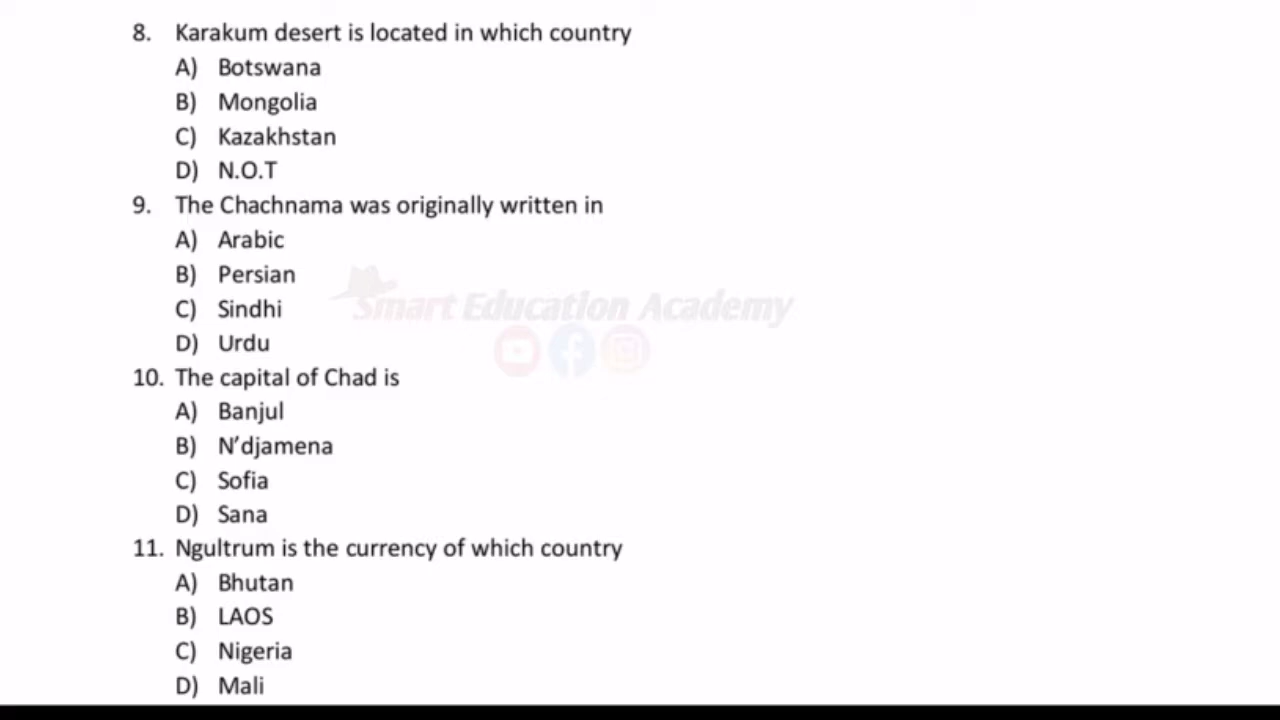 8. Karakum desert is located in which country
A) Botswana
B) Mongolia
C) Kazakhstan
D) N.O.T
9. The Chachnama was originally written in
A) Arabic
B) Persian
C) Sindhi
D) Urdu
Smart Education Academy
10. The capital of Chad is
A) Banjul
B) N’djamena
C) Sofia
D) Sana
11. Ngultrum is the currency of which country
A) Bhutan
B) LAOS
C) Nigeria
D) Mali